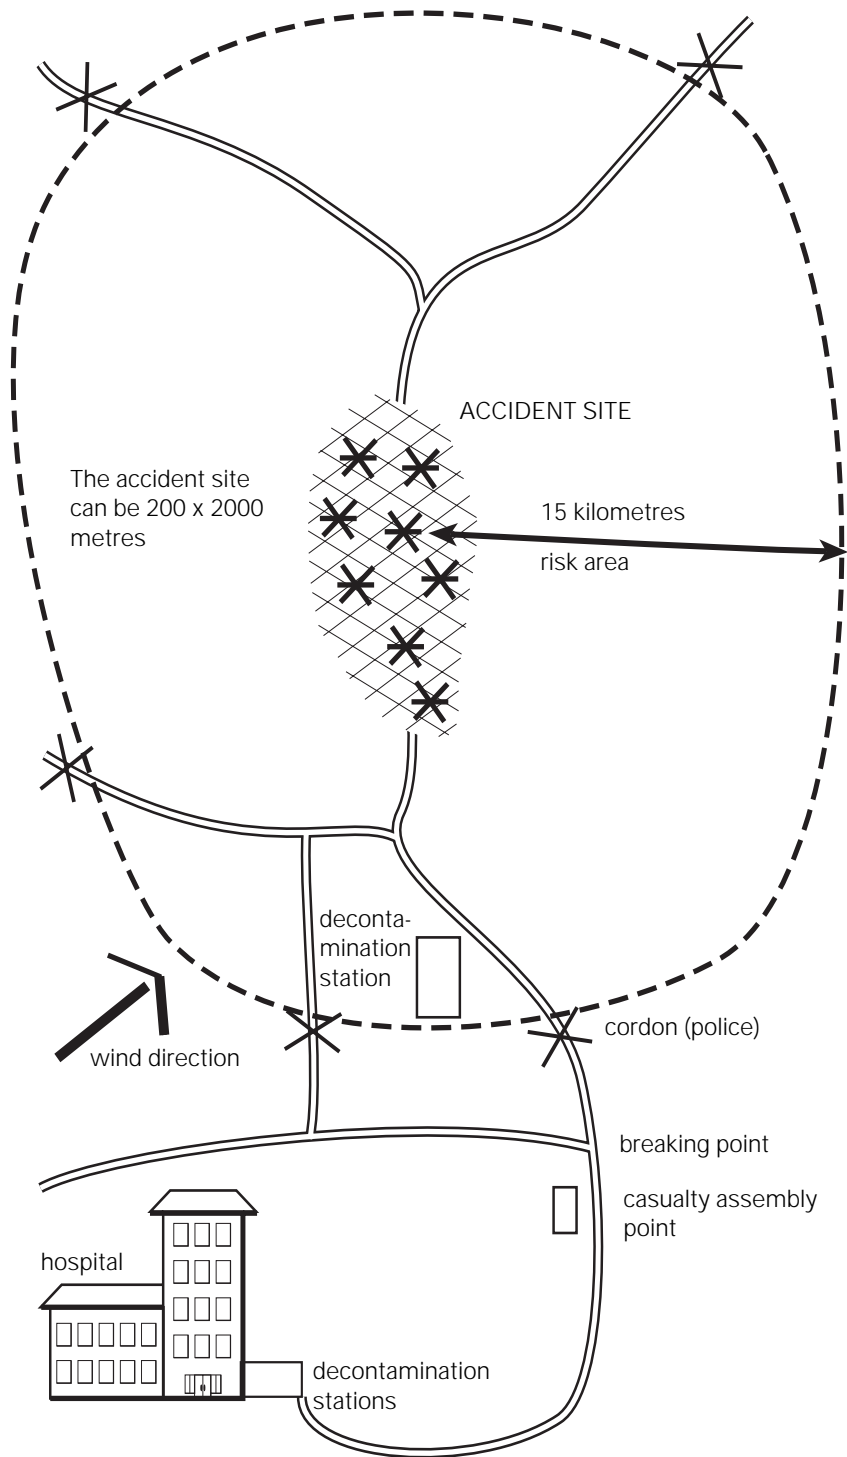 ACCIDENT SITE
The accident site
can be 200 x 2000
metres
15 kilometres
risk area
deconta-
mination
station
cordon (police)
wind direction
breaking point
casualty assembly
point
hospital
decontamination
stations